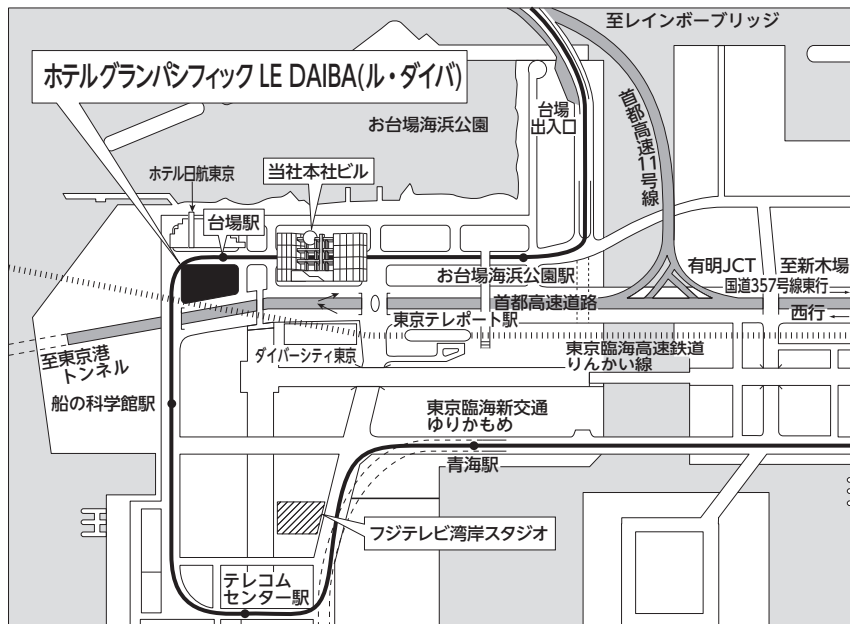 至レインボーブリッジ
ホテルグランパシフィック LE DAIBA(ル・ダイバ)
台場
出入口
首都高速11号線
お台場海浜公園
当社本社ビル
ホテル日航東京
台場駅
お台場海浜公園駅
有明JCT
至新木場
国道357号線東行
首都高速道路
西行
東京テレポート駅
ダイバーシティ東京
東京臨海高速鉄道
りんかい線
至東京港
トンネル
船の科学館駅
東京臨海新交通
ゆりかもめ
青海駅
フジテレビ湾岸スタジオ
テレコム
センター駅